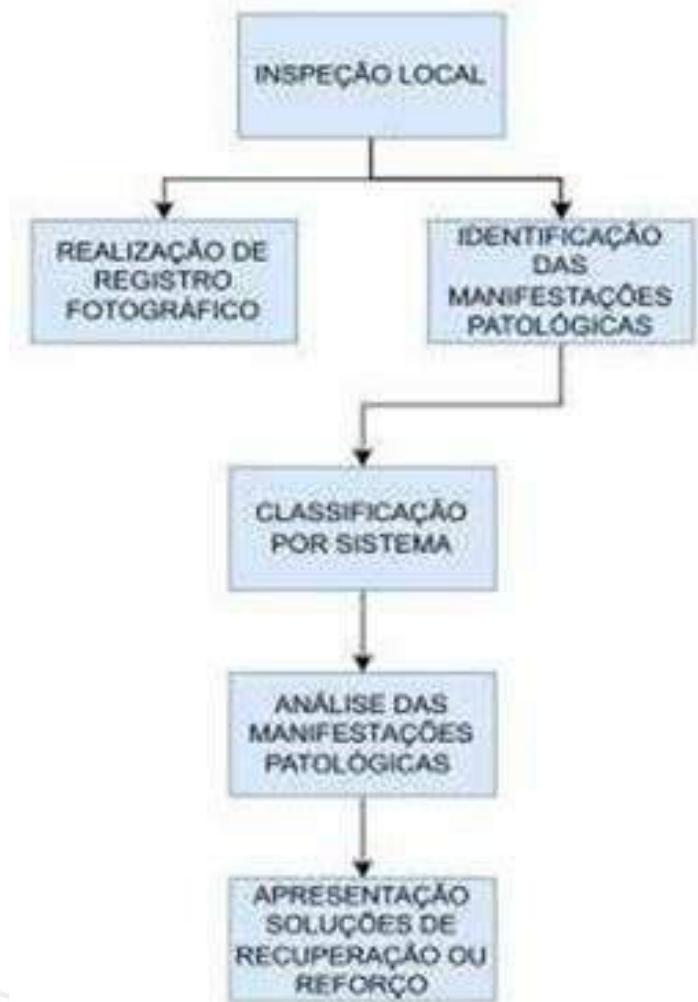 INSPEÇÃO LOCAL
REALIZAÇÃO DE
REGISTRO
FOTOGRÁFICO
IDENTIFICAÇÃO
DAS
MANIFESTAÇÕES
PATOLÓGICAS
CLASSIFICAÇÃO
POR SISTEMA
ANÁLISE DAS
MANIFESTAÇÕES
PATOLÓGICAS
APRESENTAÇÃO
SOLUÇÕES DE
RECUPERAÇÃO OU
REFORÇO